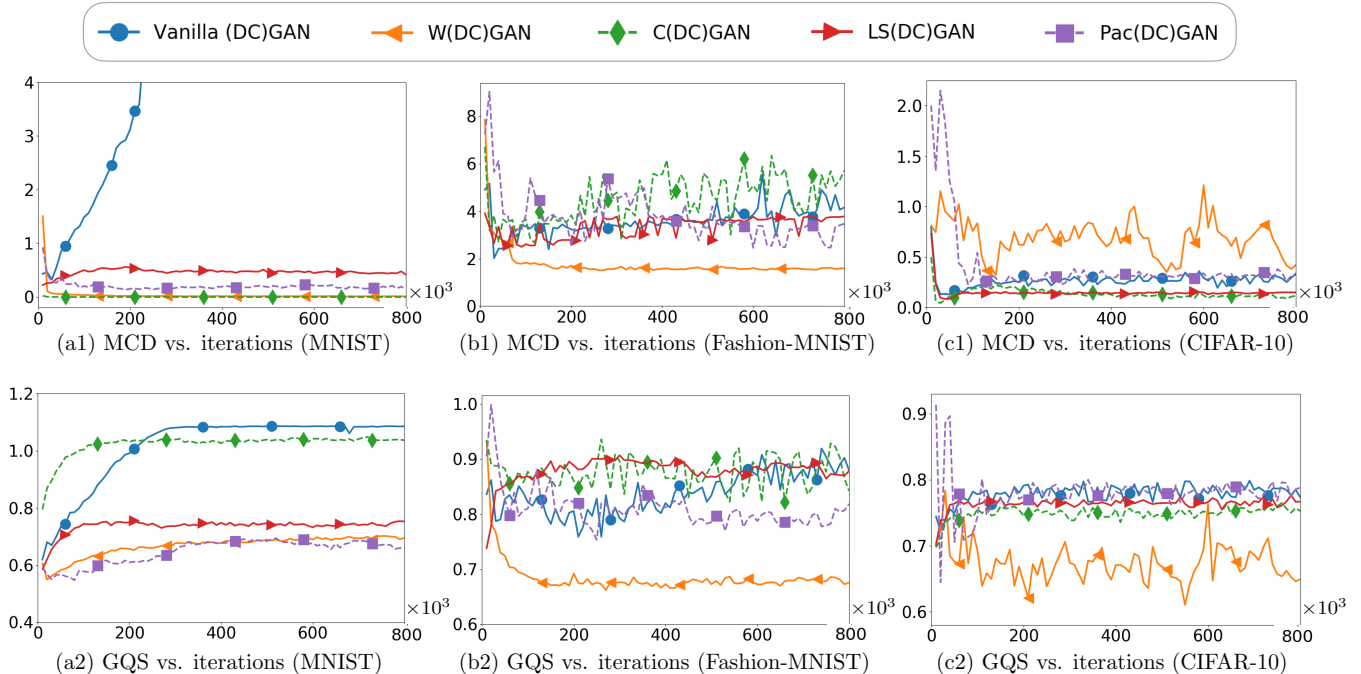 Vanilla (DC)GAN W(DC)GAN C(DC)GAN LS(DC)GAN Pac(DC)GAN
4
3
2
1
0
0 200 400 600 800
×10³
(a1) MCD vs. iterations (MNIST)
8
6
4
2
0
0 200 400 600 800
×10³
(b1) MCD vs. iterations (Fashion-MNIST)
2.0
1.5
1.0
0.5
0.0
0 200 400 600 800
×10³
(c1) MCD vs. iterations (CIFAR-10)
1.2
1.0
0.8
0.6
0.4
0 200 400 600 800
×10³
(a2) GQS vs. iterations (MNIST)
1.0
0.9
0.8
0.7
0.6
0 200 400 600 800
×10³
(b2) GQS vs. iterations (Fashion-MNIST)
0.9
0.8
0.7
0.6
0 200 400 600 800
×10³
(c2) GQS vs. iterations (CIFAR-10)